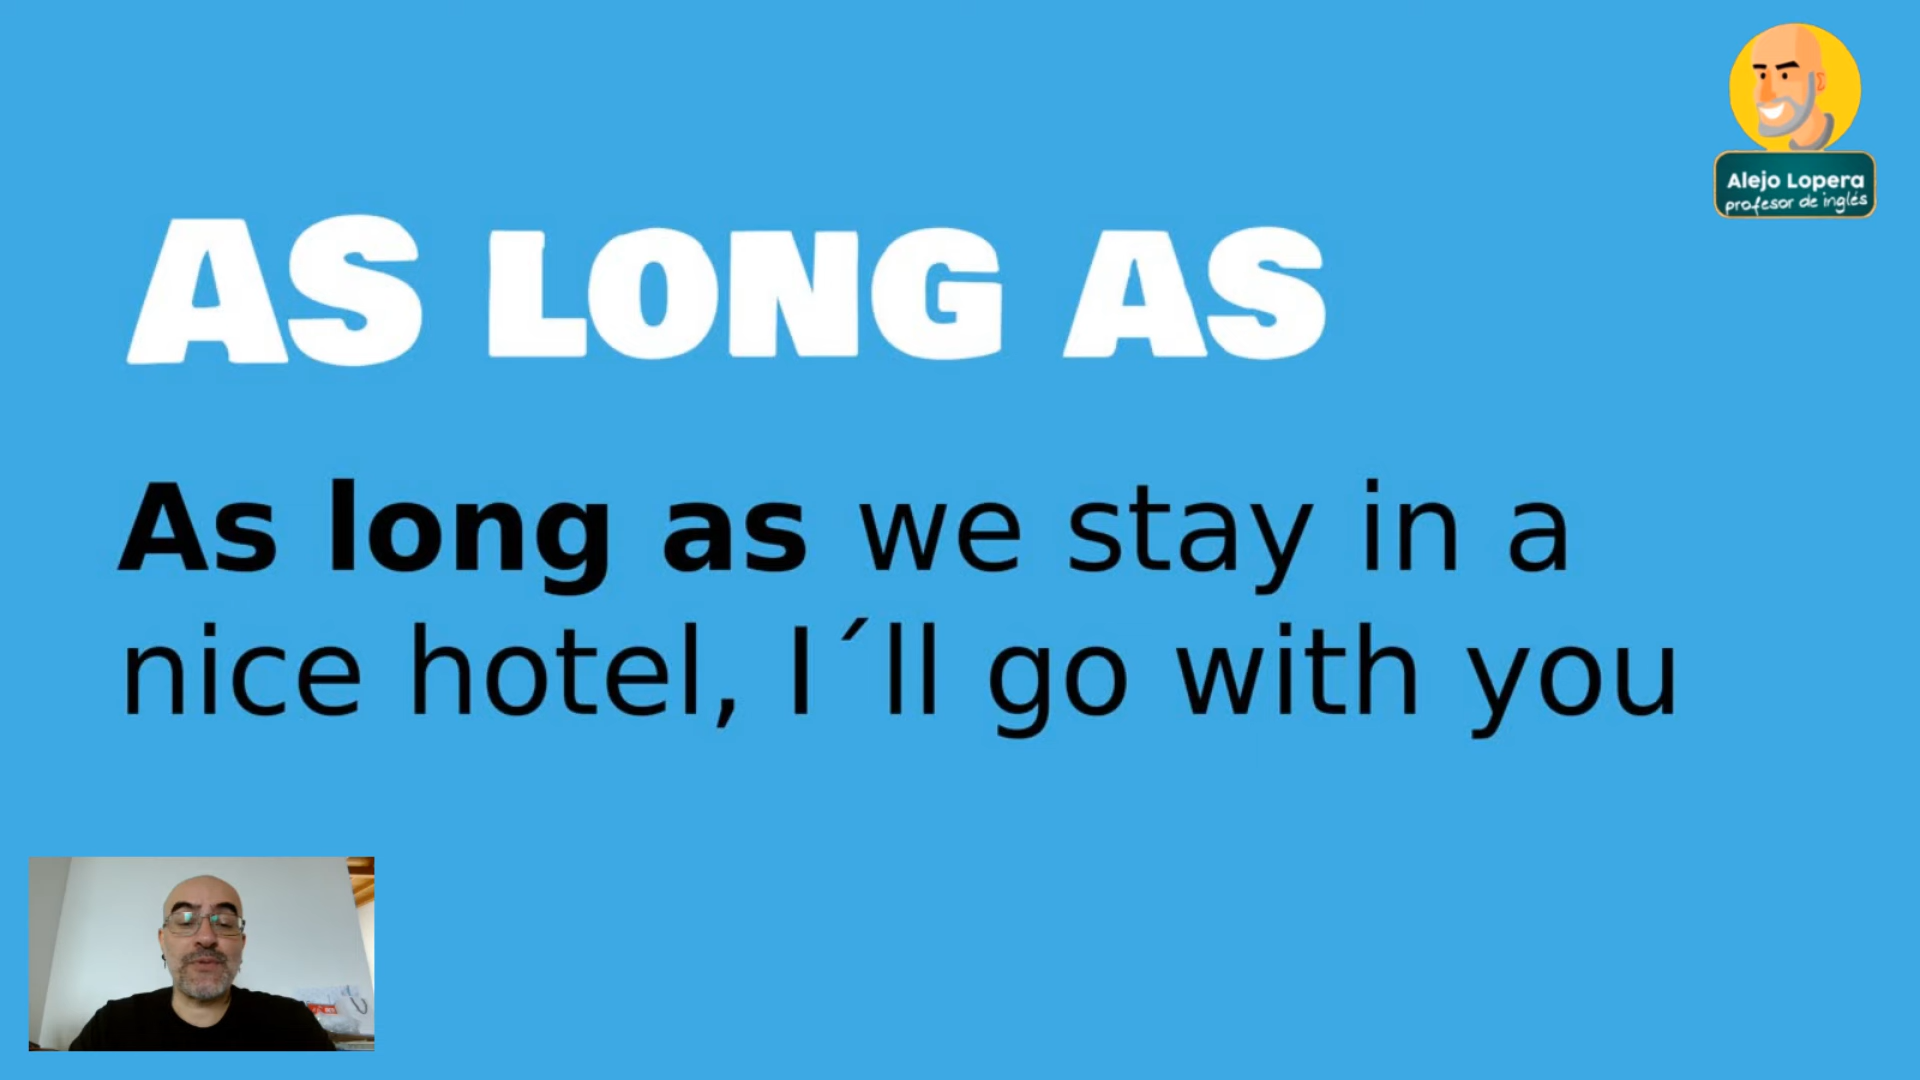 Alejo Lopera
profesor de inglés
AS LONG AS
As long as we stay in a
nice hotel, I´ll go with you